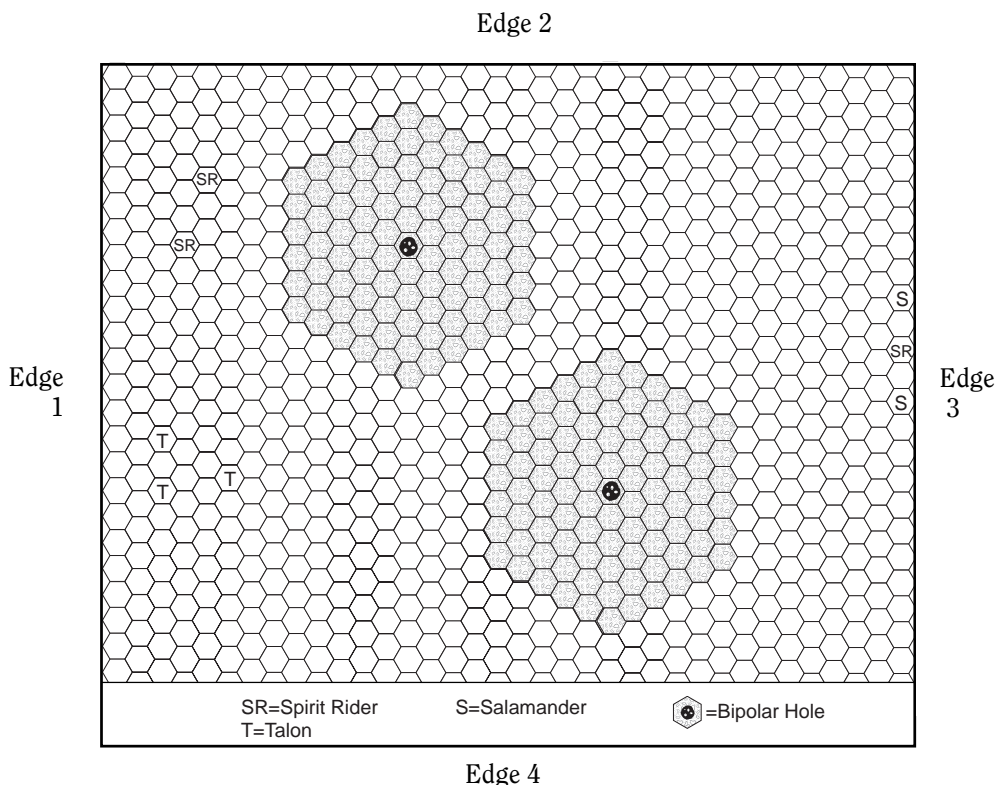 Edge 2
SR
SR
S
SR
Edge
1
Edge
3
S
T
T
T
SR=Spirit Rider
S=Salamander
=Bipolar Hole
T=Talon
Edge 4